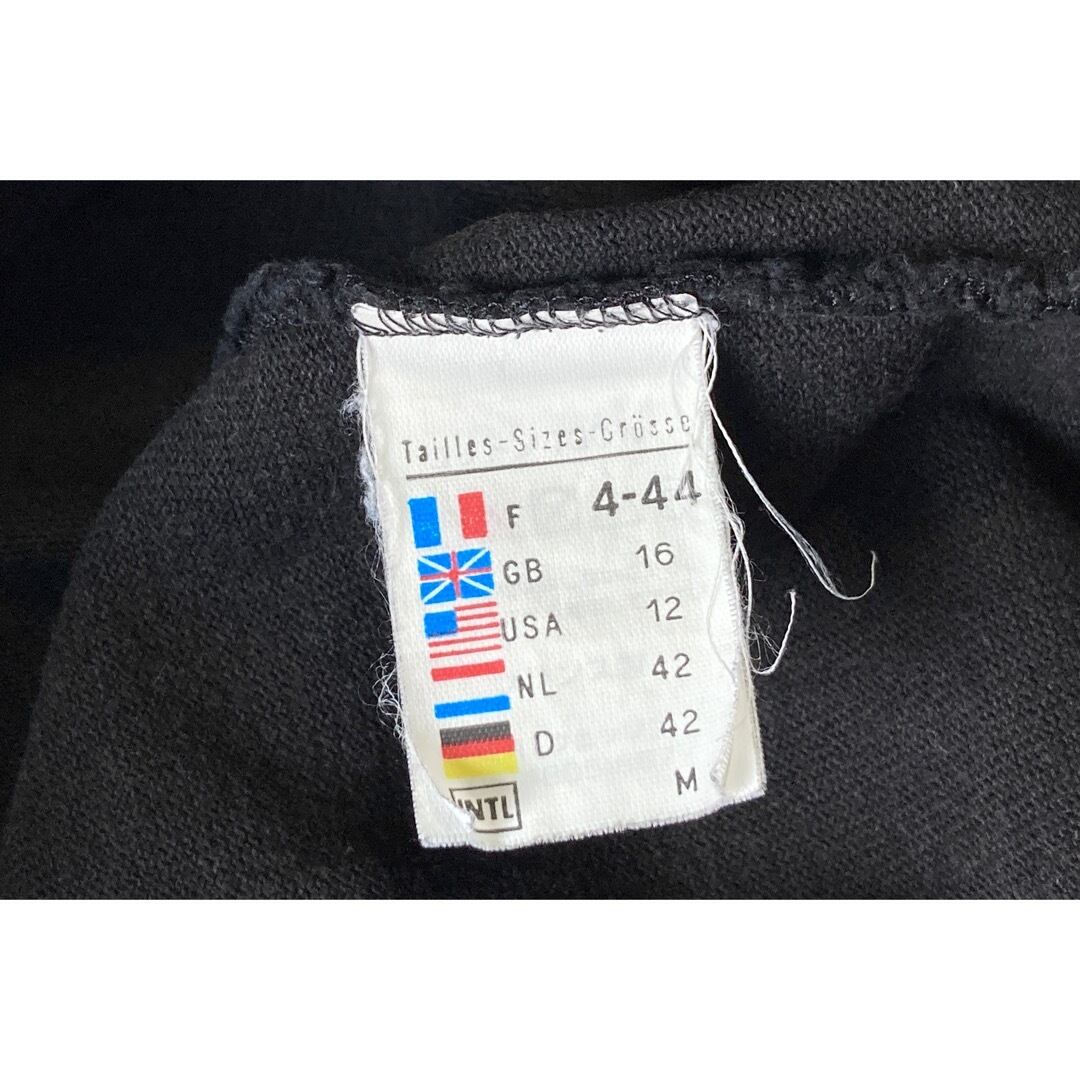 Tailles-Sizes-Grösse
F 4-44
GB 16
USA 12
NL 42
D 42
INTL M